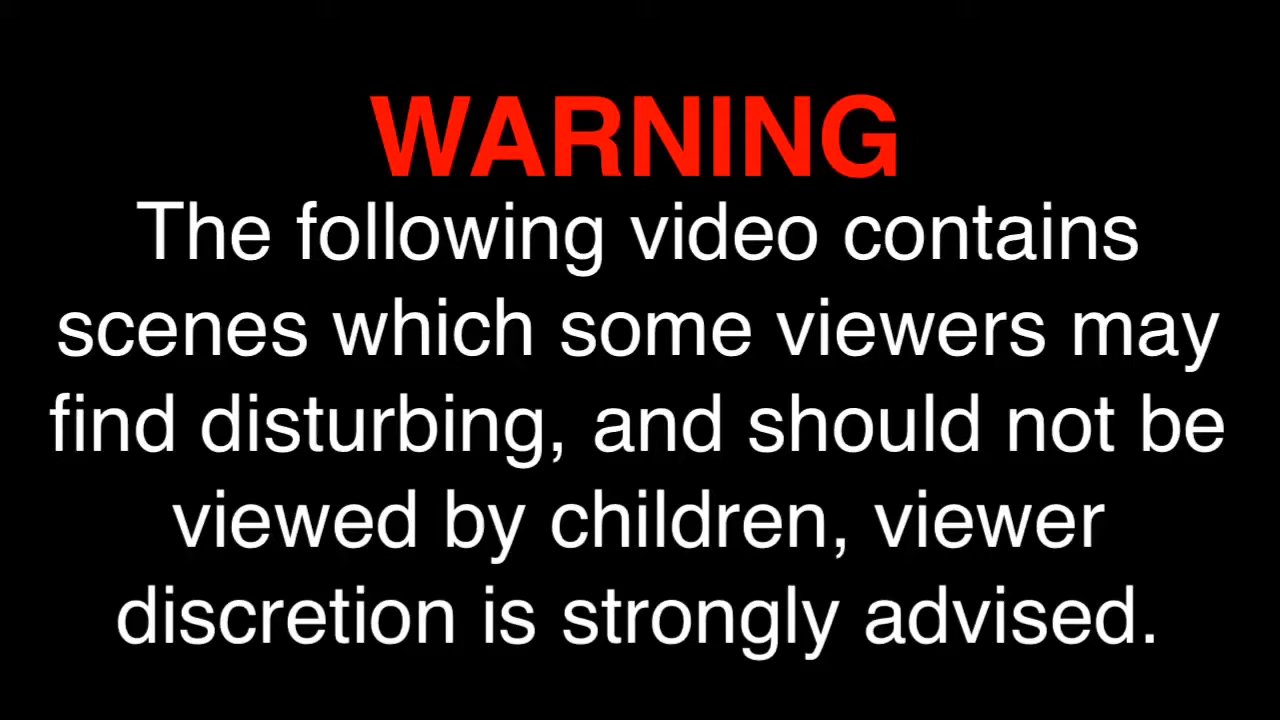 WARNING
The following video contains
scenes which some viewers may
find disturbing, and should not be
viewed by children, viewer
discretion is strongly advised.